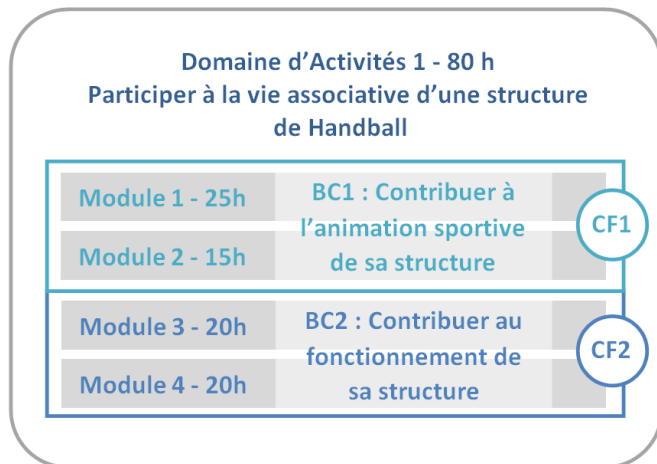 Domaine d'Activités 1 - 80 h
Participer à la vie associative d'une structure
de Handball
Module 1 - 25h
Module 2 - 15h
BC1 : Contribuer à
l'animation sportive
de sa structure
CF1
Module 3 - 20h
Module 4 - 20h
BC2 : Contribuer au
fonctionnement de
sa structure
CF2